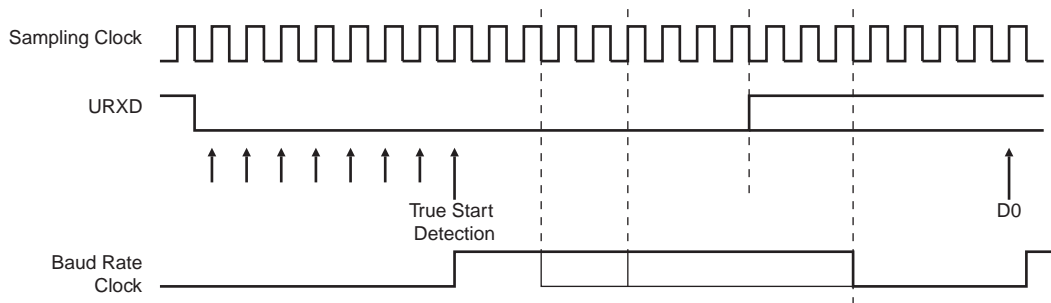 Sampling Clock
URXD
True Start
Detection
D0
Baud Rate
Clock